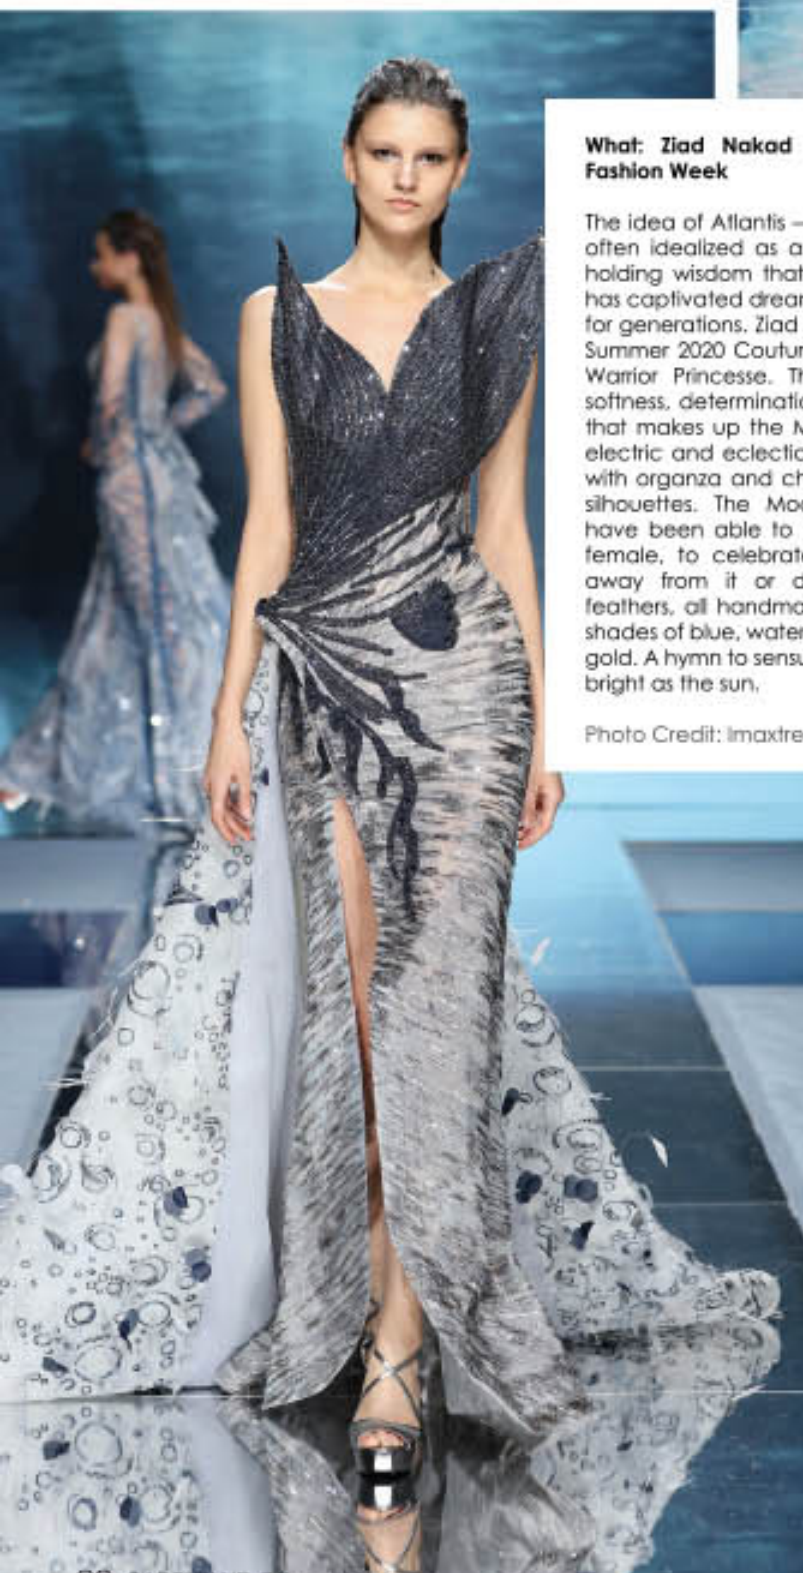 What: Ziad Nakad
Fashion Week
The idea of Atlantis –
often idealized as a
holding wisdom that
has captivated drear
for generations. Ziad
Summer 2020 Coutur
Warrior Princesse. Th
softness, determinatio
that makes up the M
electric and eclectic
with organza and ch
silhouettes. The Moc
have been able to
female, to celebrate
away from it or d
feathers, all handma
shades of blue, water
gold. A hymn to sensu
bright as the sun.
Photo Credit: Imaxtre